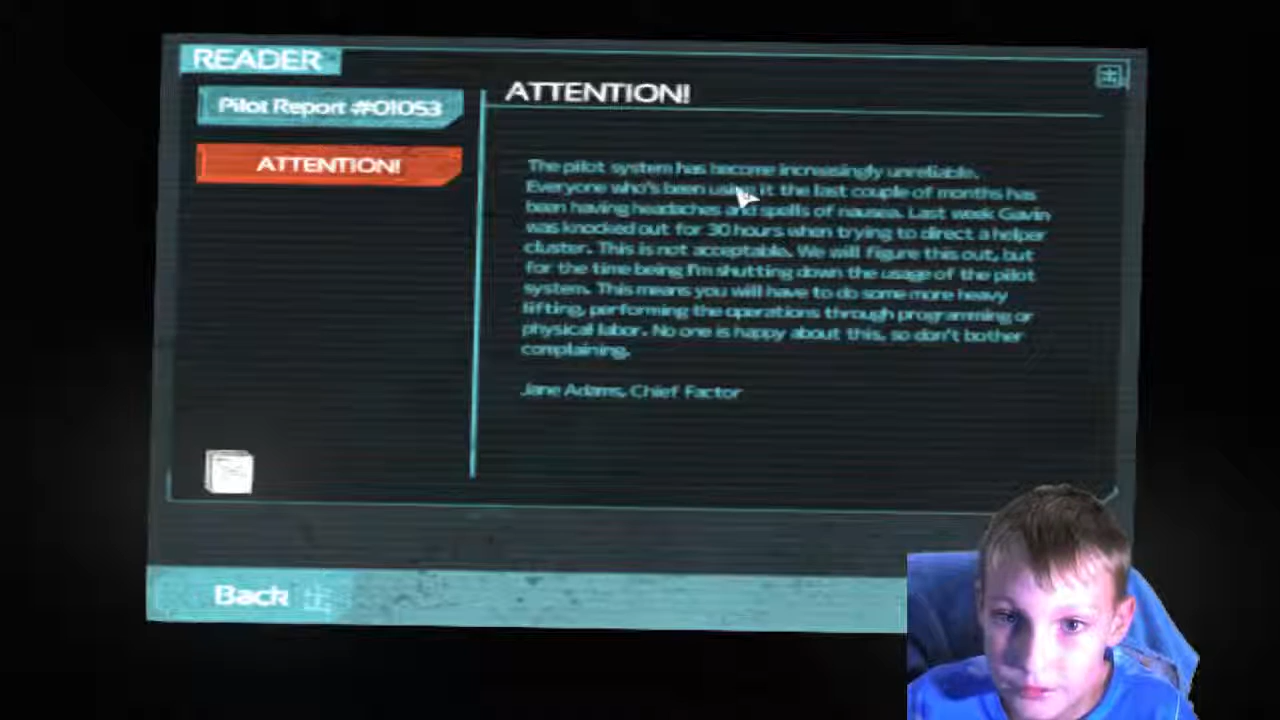 READER
Pilot Report #01053
ATTENTION!
ATTENTION!
The pilot system has become increasingly unreliable.
Everyone who's been using it the last couple of months has
been having headaches and spells of nausea. Last week Gavin
was knocked out for 30 hours when trying to direct a helper
cluster. This is not acceptable. We will figure this out, but
for the time being I'm shutting down the usage of the pilot
system. This means you will have to do some more heavy
lifting, performing the operations through programming or
physical labor. No one is happy about this, so don't bother
complaining.
Jane Adams, Chief Factor
Back